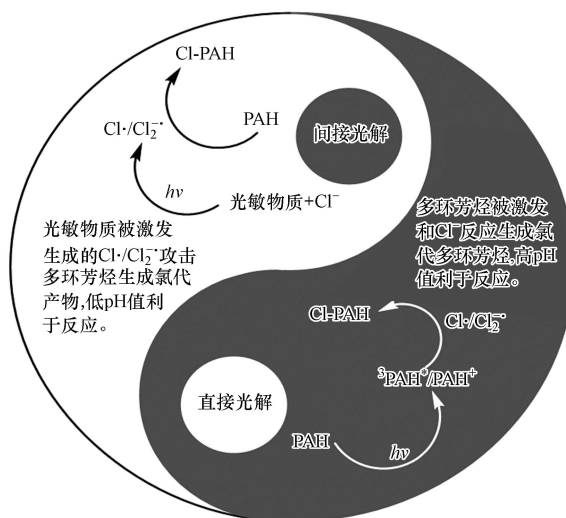 Cl-PAH
Cl·/Cl₂⁻·
PAH
hν
光敏物质+Cl⁻
间接光解
光敏物质被激发
生成的Cl·/Cl₂⁻·攻击
多环芳烃生成氯代
产物,低pH值利
于反应。
多环芳烃被激发
和Cl⁻反应生成氯
代多环芳烃,高pH
值利于反应。
Cl-PAH
Cl·/Cl₂⁻·
³PAH*/PAH⁺
直接光解
PAH
hν